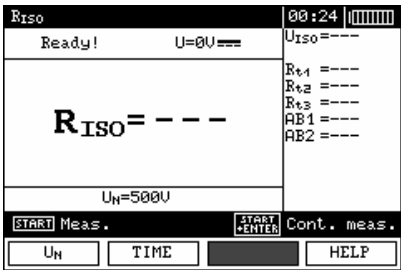 RISO 00:24
Ready! U=0V
UISO=---
Rt1 =---
Rt2 =---
Rt3 =---
AB1 =---
AB2 =---
RISO=---
UN=500V
START Meas. START +ENTER Cont. meas.
UN TIME HELP